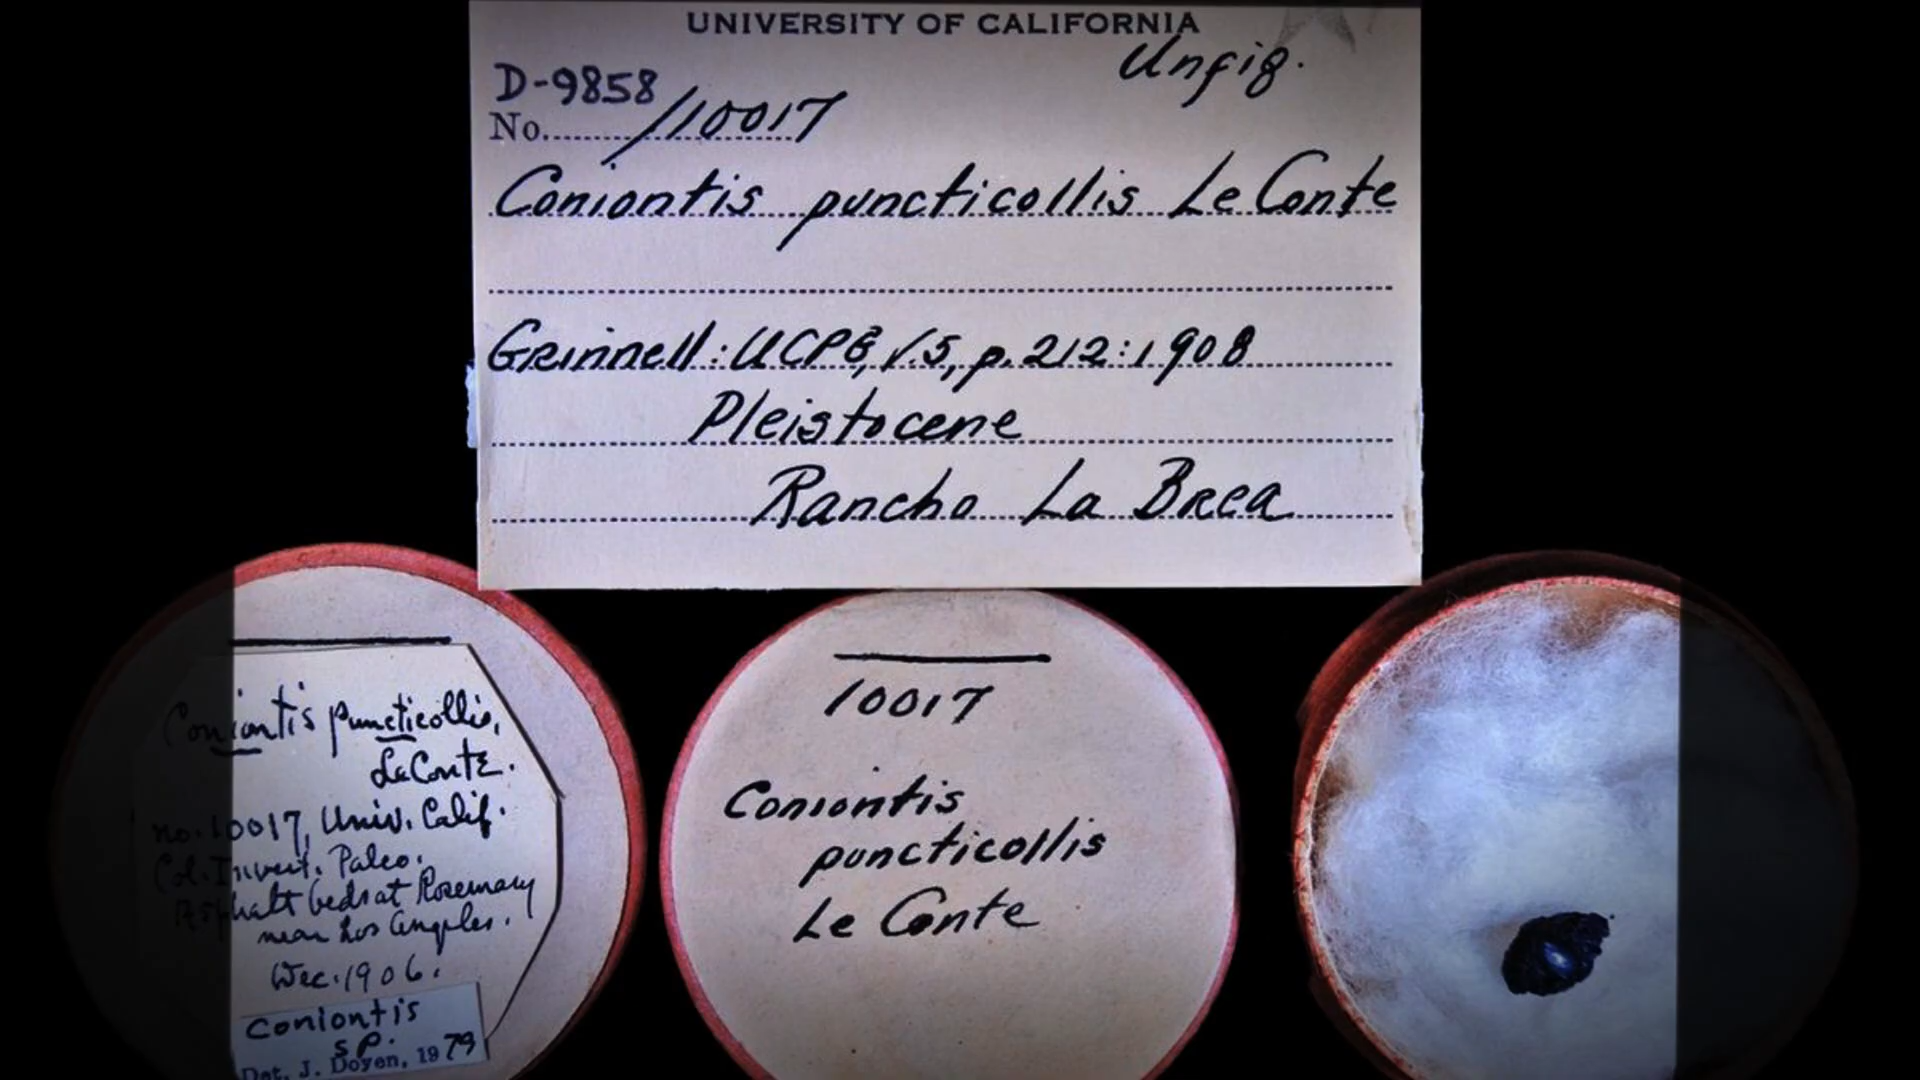 UNIVERSITY OF CALIFORNIA
Unfig.
D-9858
No. /10017
Coniontis puncticollis Le Conte
Grinnell: UCPG, V.5, p. 212: 1908
Pleistocene
Rancho La Brea
Coniontis puncticollis,
LeConte.
no. 10017, Univ. Calif.
Col. Invert. Paleo.
Asphalt beds at Rosemary
near Los Angeles.
Dec. 1906.
Coniontis
sp.
Det. J. Doyen, 1979
10017
Coniontis
puncticollis
Le Conte